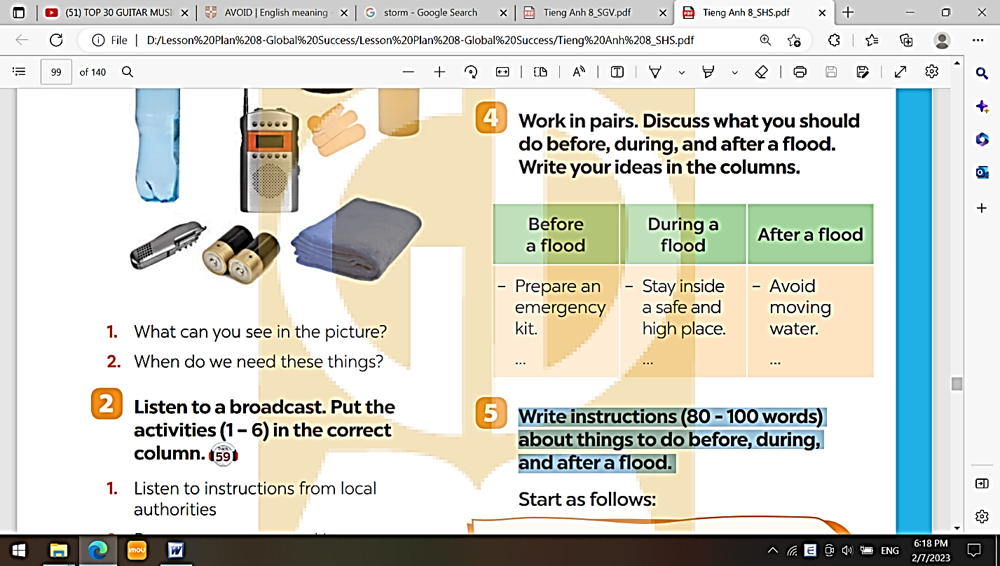 (51) TOP 30 GUITAR MUSI
AVOID | English meaning
storm - Google Search
Tieng Anh 8_SGV.pdf
Tieng Anh 8_SHS.pdf
File
D:/Lesson%20Plan%208-Global%20Success/Lesson%20Plan%208-Global%20Success/Tieng%20Anh%208_SHS.pdf
99
of 140
1. What can you see in the picture?
2. When do we need these things?
2 Listen to a broadcast. Put the
activities (1 – 6) in the correct
column. Track 59
1. Listen to instructions from local
authorities
4 Work in pairs. Discuss what you should
do before, during, and after a flood.
Write your ideas in the columns.
Before
a flood
During a
flood
After a flood
– Prepare an
emergency
kit.
...
– Stay inside
a safe and
high place.
...
– Avoid
moving
water.
...
5 Write instructions (80 - 100 words)
about things to do before, during,
and after a flood.
Start as follows:
imou
ENG
6:18 PM
2/7/2023